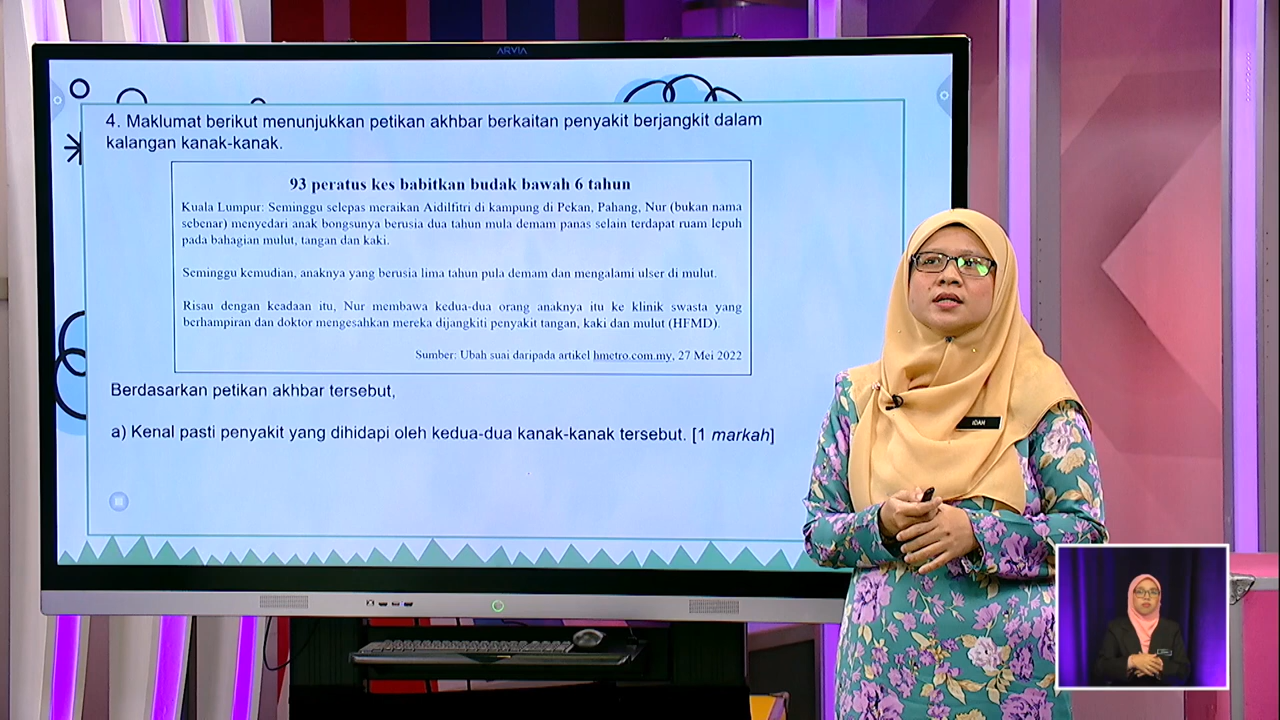 ARVIA
4. Maklumat berikut menunjukkan petikan akhbar berkaitan penyakit berjangkit dalam
kalangan kanak-kanak.
93 peratus kes babitkan budak bawah 6 tahun
Kuala Lumpur: Seminggu selepas meraikan Aidilfitri di kampung di Pekan, Pahang, Nur (bukan nama
sebenar) menyedari anak bongsunya berusia dua tahun mula demam panas selain terdapat ruam lepuh
pada bahagian mulut, tangan dan kaki.
Seminggu kemudian, anaknya yang berusia lima tahun pula demam dan mengalami ulser di mulut.
Risau dengan keadaan itu, Nur membawa kedua-dua orang anaknya itu ke klinik swasta yang
berhampiran dan doktor mengesahkan mereka dijangkiti penyakit tangan, kaki dan mulut (HFMD).
Sumber: Ubah suai daripada artikel hmetro.com.my, 27 Mei 2022
Berdasarkan petikan akhbar tersebut,
a) Kenal pasti penyakit yang dihidapi oleh kedua-dua kanak-kanak tersebut. [1 markah]
IDAH